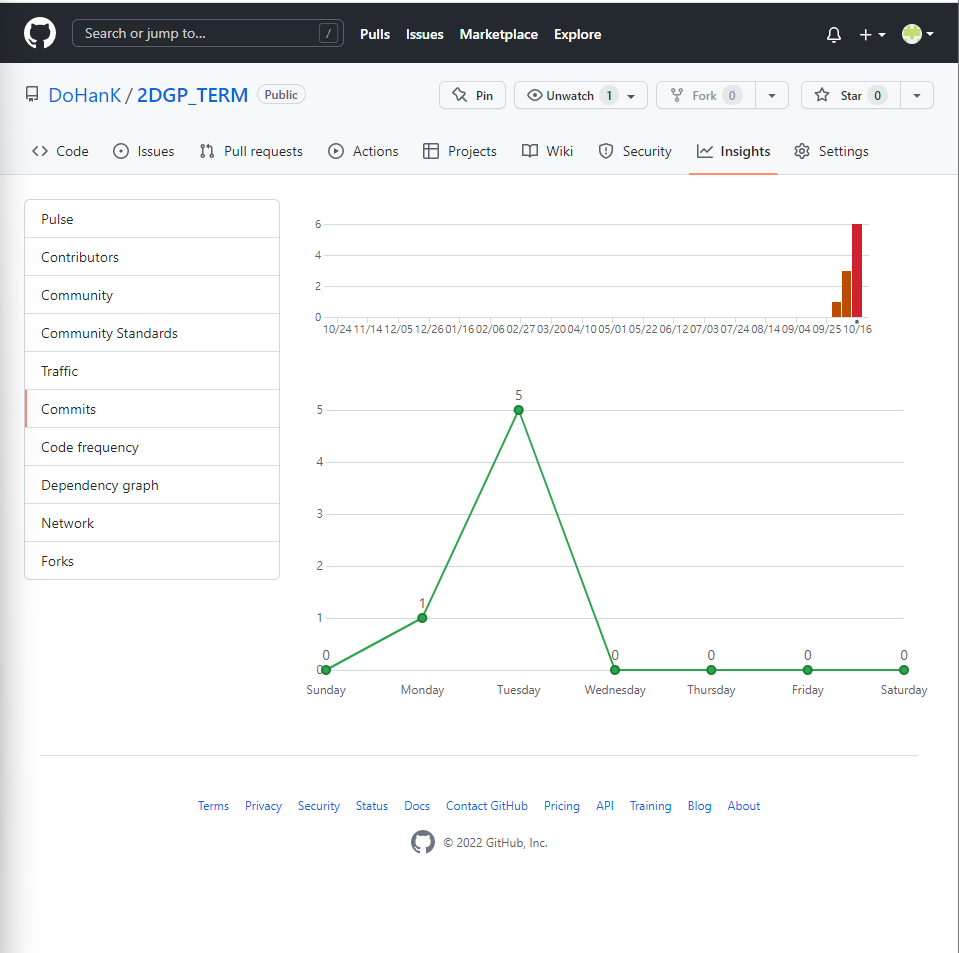 Search or jump to... / Pulls Issues Marketplace Explore
DoHanK / 2DGP_TERM Public Pin Unwatch 1 Fork 0 Star 0
Code Issues Pull requests Actions Projects Wiki Security Insights Settings
Pulse
Contributors
Community
Community Standards
Traffic
Commits
Code frequency
Dependency graph
Network
Forks
6
4
2
0
10/24 11/14 12/05 12/26 01/16 02/06 02/27 03/20 04/10 05/01 05/22 06/12 07/03 07/24 08/14 09/04 09/25 10/16
5
5
4
3
2
1
1
0 0 0 0 0
0
Sunday Monday Tuesday Wednesday Thursday Friday Saturday
Terms Privacy Security Status Docs Contact GitHub Pricing API Training Blog About
© 2022 GitHub, Inc.